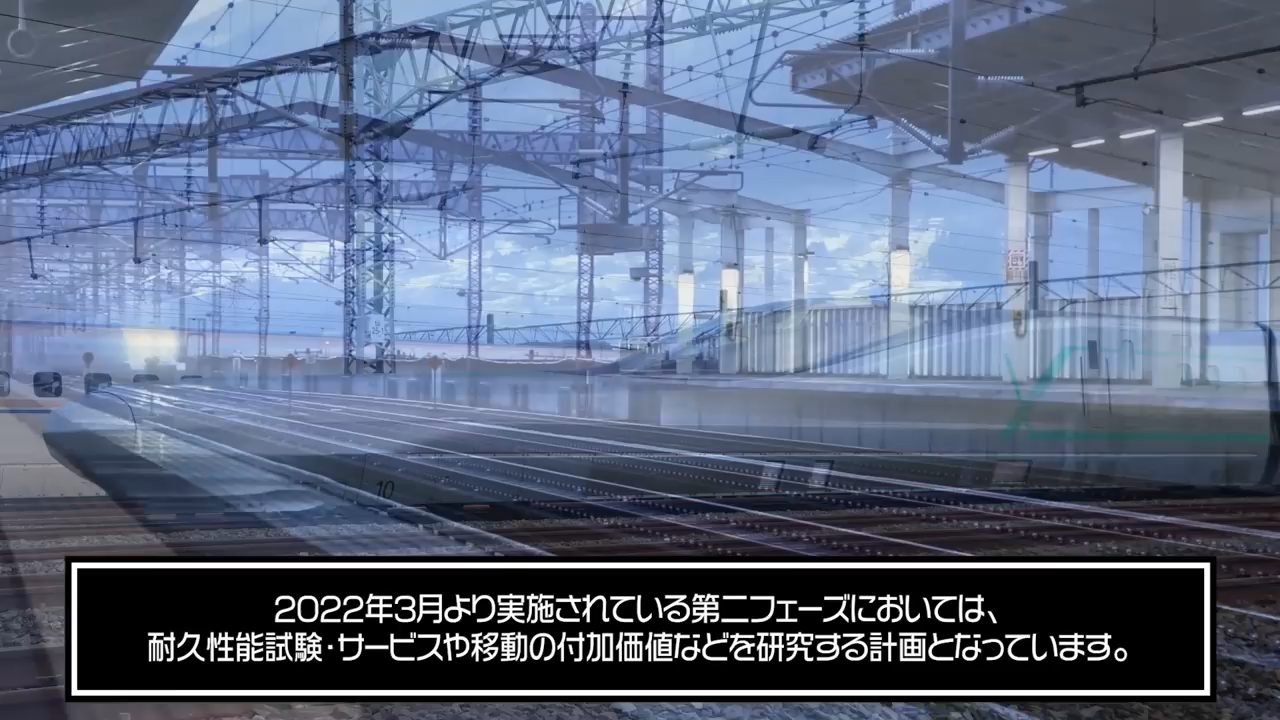 2022年3月より実施されている第二フェーズにおいては、
耐久性能試験・サービスや移動の付加価値などを研究する計画となっています。
10